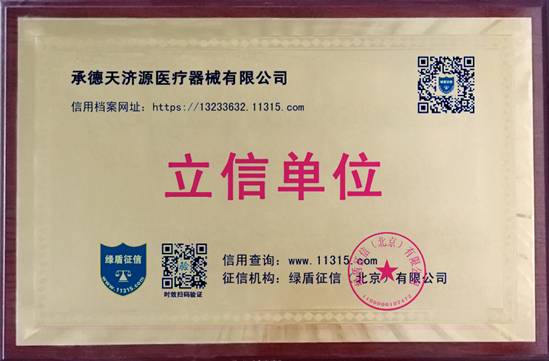 承德天济源医疗器械有限公司
信用档案网址：https://13233632.11315.com
立信单位
绿盾征信
www.11315.com
时效扫码验证
信用查询：www.11315.com
征信机构：绿盾征信（北京）有限公司